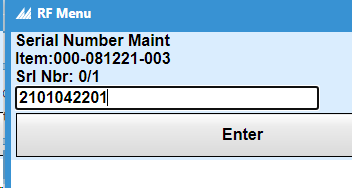 RF Menu
Serial Number Maint
Item:000-081221-003
Srl Nbr: 0/1
2101042201
Enter